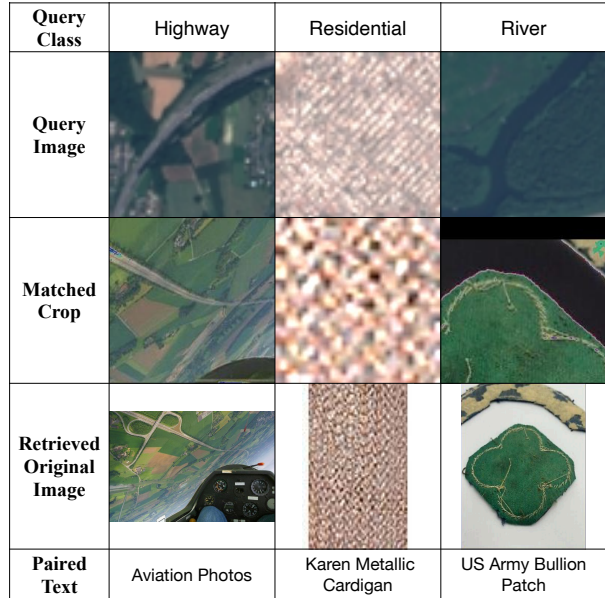 Query Class
Highway
Residential
River
Query Image
Matched Crop
Retrieved Original Image
Paired Text
Aviation Photos
Karen Metallic Cardigan
US Army Bullion Patch